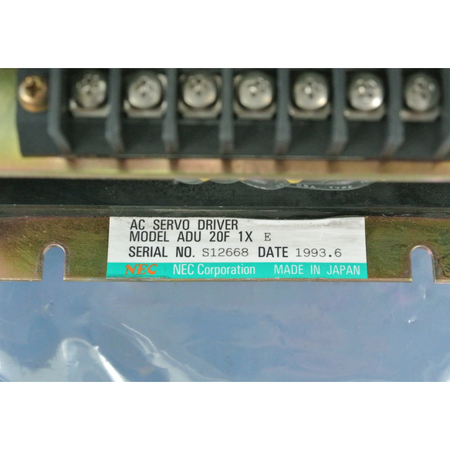 AC SERVO DRIVER
MODEL ADU 20F 1X E
SERIAL NO. S12668 DATE 1993.6
NEC NEC Corporation MADE IN JAPAN